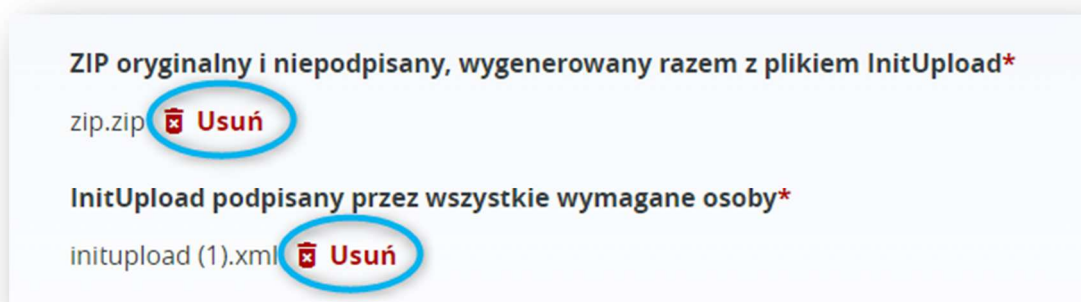 ZIP oryginalny i niepodpisany, wygenerowany razem z plikiem InitUpload*
zip.zip Usuń
InitUpload podpisany przez wszystkie wymagane osoby*
initupload (1).xml Usuń